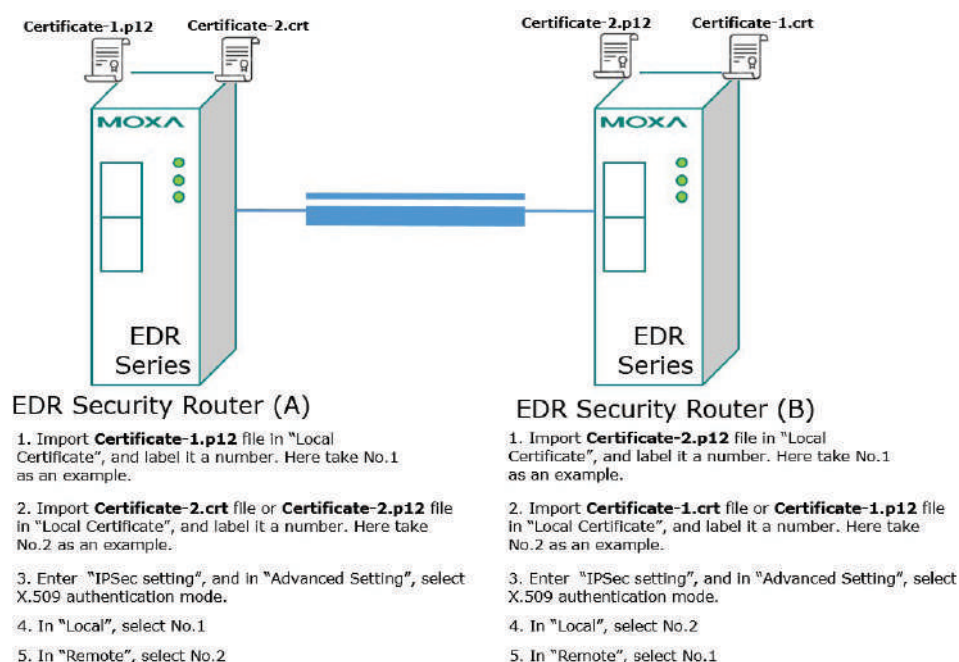 Certificate-1.p12 Certificate-2.crt
MOXA
EDR
Series
EDR Security Router (A)
1. Import Certificate-1.p12 file in "Local
Certificate", and label it a number. Here take No.1
as an example.
2. Import Certificate-2.crt file or Certificate-2.p12 file
in "Local Certificate", and label it a number. Here take
No.2 as an example.
3. Enter "IPSec setting", and in "Advanced Setting", select
X.509 authentication mode.
4. In "Local", select No.1
5. In "Remote", select No.2
Certificate-2.p12 Certificate-1.crt
MOXA
EDR
Series
EDR Security Router (B)
1. Import Certificate-2.p12 file in "Local
Certificate", and label it a number. Here take No.1
as an example.
2. Import Certificate-1.crt file or Certificate-1.p12 file
in "Local Certificate", and label it a number. Here take
No.2 as an example.
3. Enter "IPSec setting", and in "Advanced Setting", select
X.509 authentication mode.
4. In "Local", select No.2
5. In "Remote", select No.1